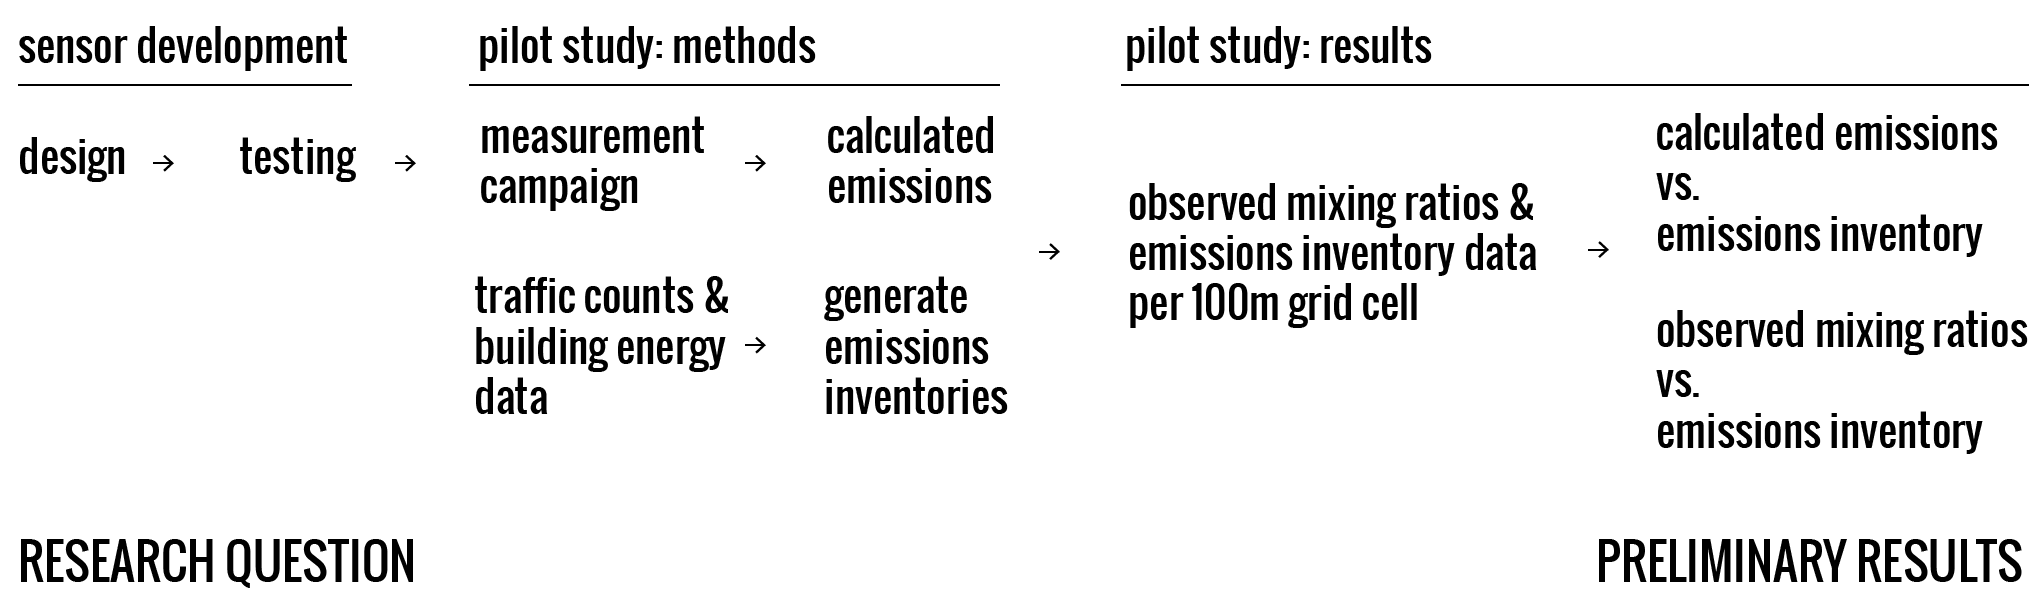 sensor development
design → testing →
pilot study: methods
measurement
campaign
→
calculated
emissions
traffic counts &
building energy
data
→
generate
emissions
inventories
→
pilot study: results
observed mixing ratios &
emissions inventory data
per 100m grid cell
→
calculated emissions
vs.
emissions inventory
observed mixing ratios
vs.
emissions inventory
RESEARCH QUESTION
PRELIMINARY RESULTS